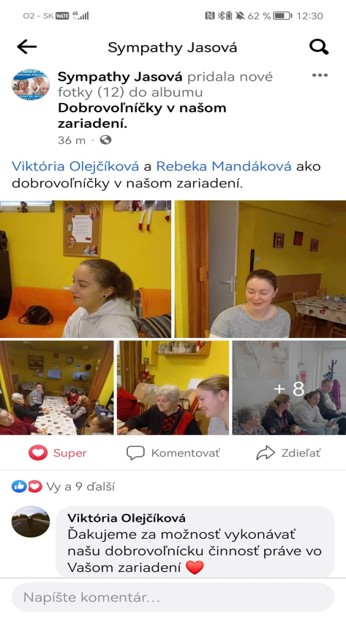 O2 - SK 62 % 12:30
Sympathy Jasová
Sympathy Jasová pridala nové
fotky (12) do albumu
Dobrovoľníčky v našom
zariadení.
36 m ·
Viktória Olejčíková a Rebeka Mandáková ako
dobrovoľníčky v našom zariadení.
+ 8
Super Komentovať Zdieľať
Vy a 9 ďalší
Viktória Olejčíková
Ďakujeme za možnosť vykonávať
našu dobrovoľnícku činnosť práve vo
Vašom zariadení ❤️
Napíšte komentár...